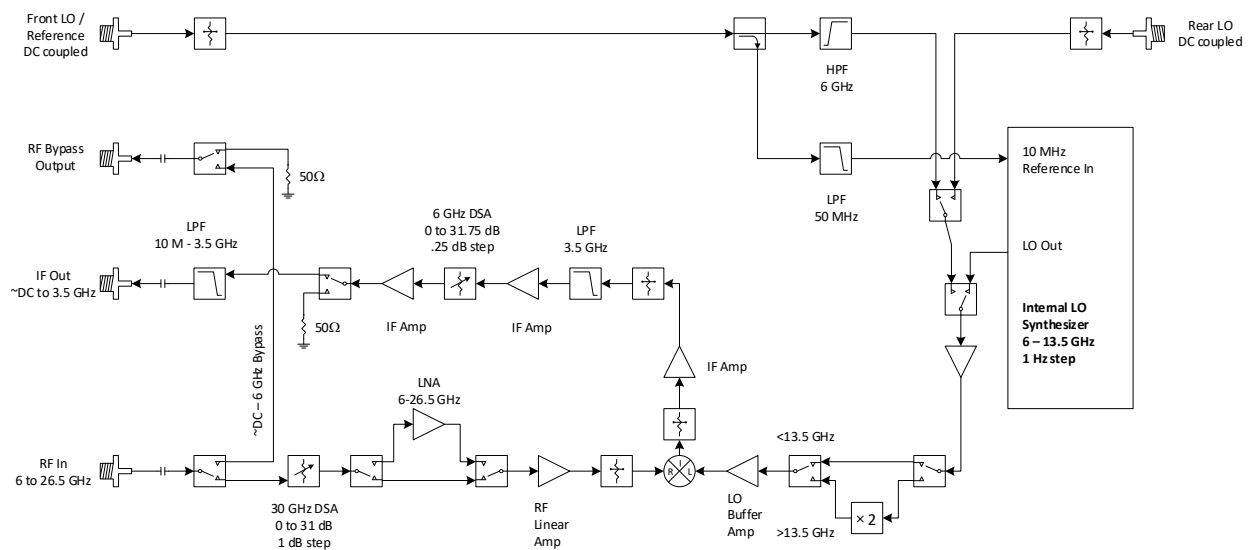 Front LO /
Reference
DC coupled
Rear LO
DC coupled
HPF
6 GHz
RF Bypass
Output
50Ω
10 MHz
Reference In
LPF
50 MHz
LPF
10 M - 3.5 GHz
6 GHz DSA
0 to 31.75 dB
.25 dB step
LPF
3.5 GHz
LO Out
IF Out
~DC to 3.5 GHz
50Ω
IF Amp
IF Amp
Internal LO
Synthesizer
6 – 13.5 GHz
1 Hz step
~DC – 6 GHz Bypass
IF Amp
LNA
6-26.5 GHz
<13.5 GHz
RF In
6 to 26.5 GHz
R
I
L
30 GHz DSA
0 to 31 dB
1 dB step
RF
Linear
Amp
LO
Buffer
Amp
× 2
>13.5 GHz